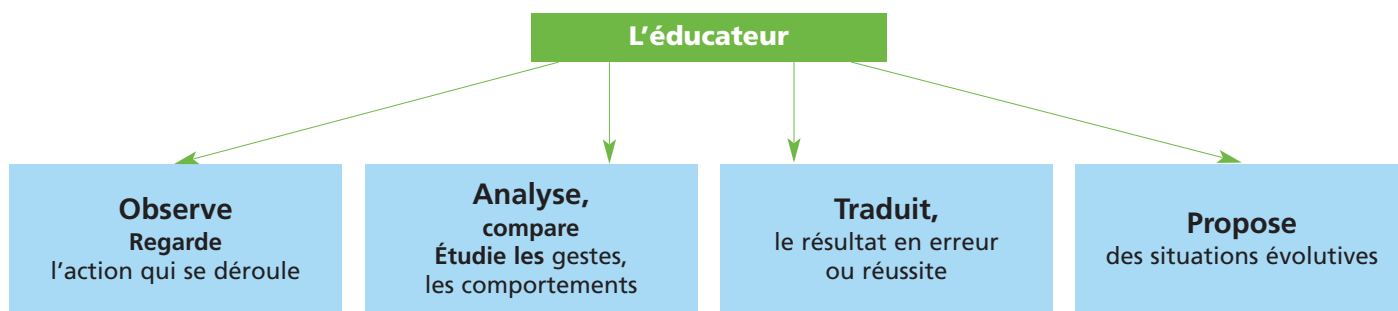 L'éducateur
Observe
Regarde
l'action qui se déroule
Analyse,
compare
Étudie les gestes,
les comportements
Traduit,
le résultat en erreur
ou réussite
Propose
des situations évolutives